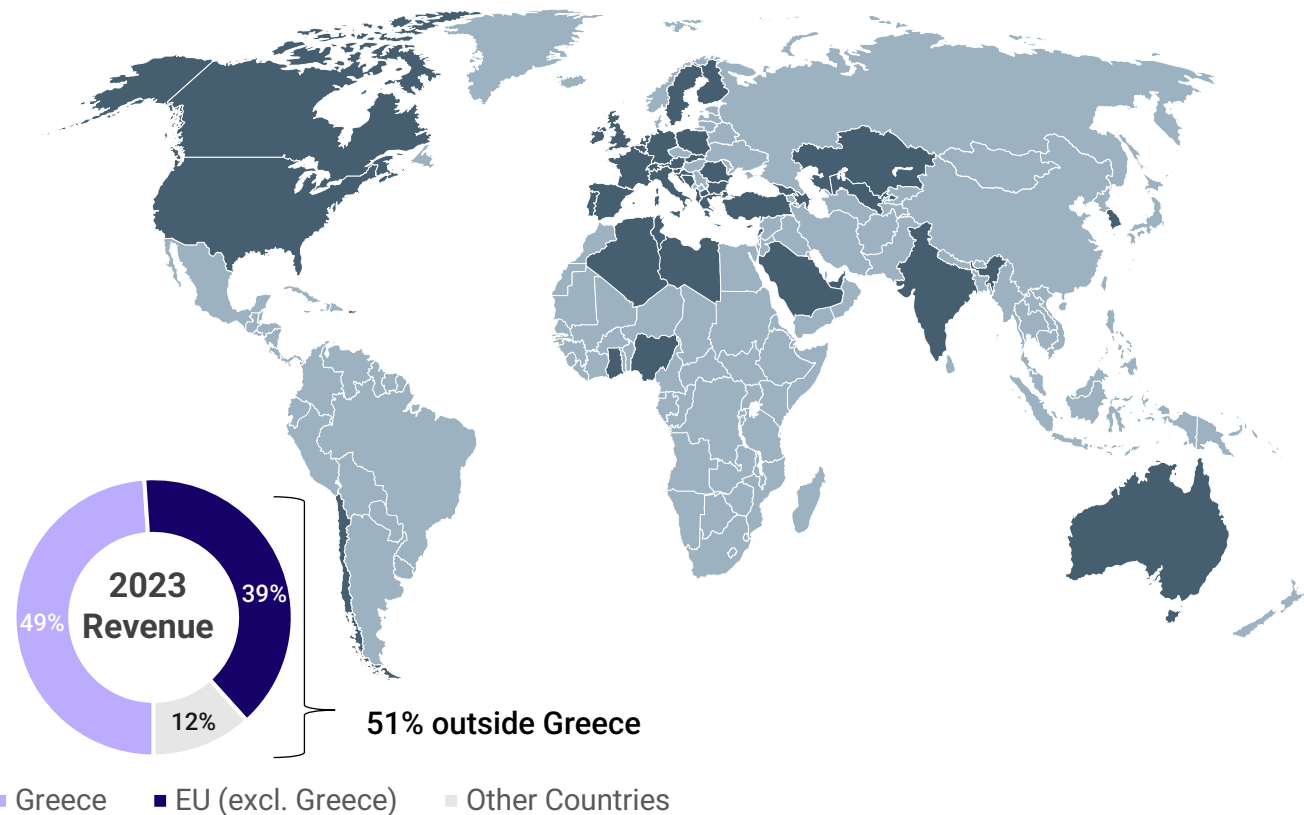 2023
Revenue
39%
49%
12%
51% outside Greece
Greece
EU (excl. Greece)
Other Countries